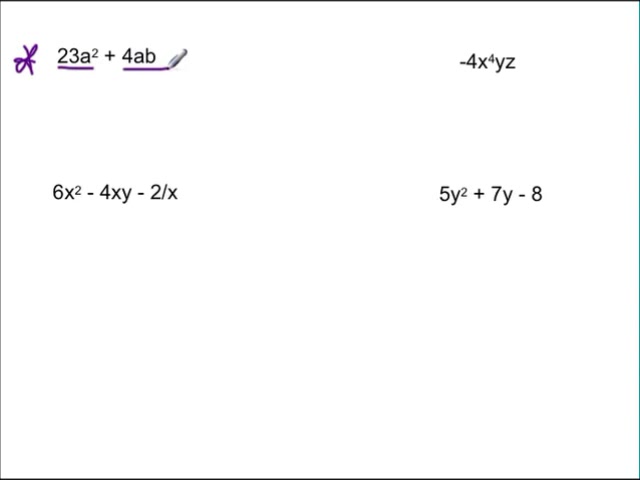 23a² + 4ab
-4x⁴yz
6x² - 4xy - 2/x
5y² + 7y - 8